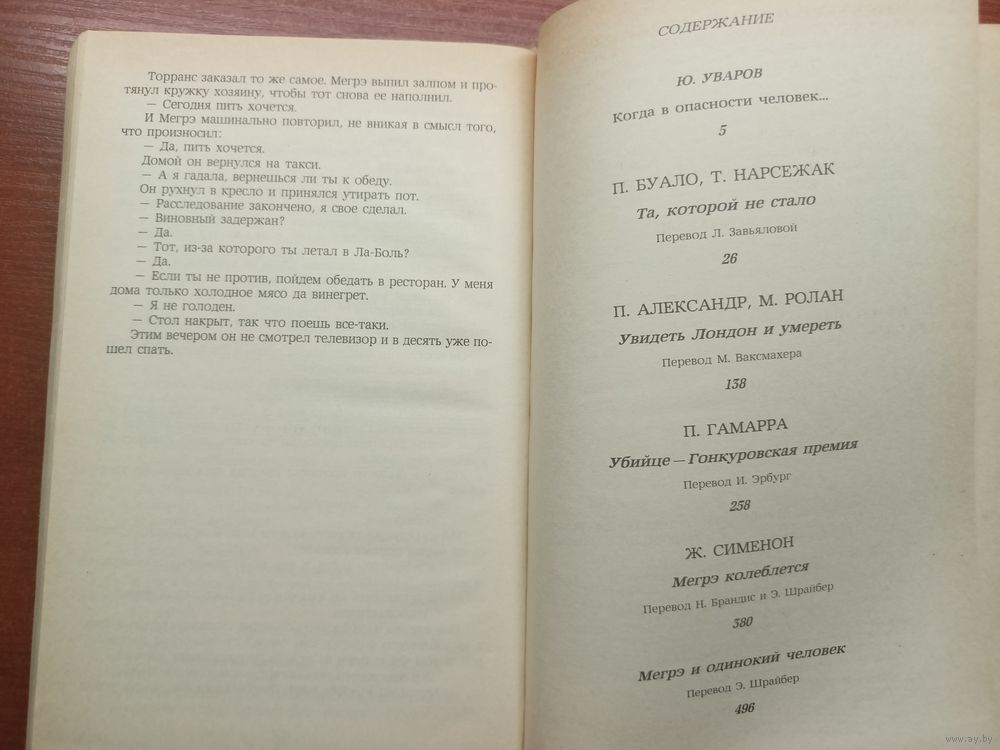 Торранс заказал то же самое. Мегрэ выпил залпом и про-
тянул кружку хозяину, чтобы тот снова ее наполнил.
— Сегодня пить хочется.
И Мегрэ машинально повторил, не вникая в смысл того,
что произносил:
— Да, пить хочется.
Домой он вернулся на такси.
— А я гадала, вернешься ли ты к обеду.
Он рухнул в кресло и принялся утирать пот.
— Расследование закончено, я свое сделал.
— Виновный задержан?
— Да.
— Тот, из-за которого ты летал в Ла-Боль?
— Да.
— Если ты не против, пойдем обедать в ресторан. У меня
дома только холодное мясо да винегрет.
— Я не голоден.
— Стол накрыт, так что поешь все-таки.
Этим вечером он не смотрел телевизор и в десять уже по-
шел спать.
СОДЕРЖАНИЕ
Ю. УВАРОВ
Когда в опасности человек...
5
П. БУАЛО, Т. НАРСЕЖАК
Та, которой не стало
Перевод Л. Завьяловой
26
П. АЛЕКСАНДР, М. РОЛАН
Увидеть Лондон и умереть
Перевод М. Ваксмахера
138
П. ГАМАРРА
Убийце — Гонкуровская премия
Перевод И. Эрбург
258
Ж. СИМЕНОН
Мегрэ колеблется
Перевод Н. Брандис и Э. Шрайбер
380
Мегрэ и одинокий человек
Перевод Э. Шрайбер
496
www.ay.by